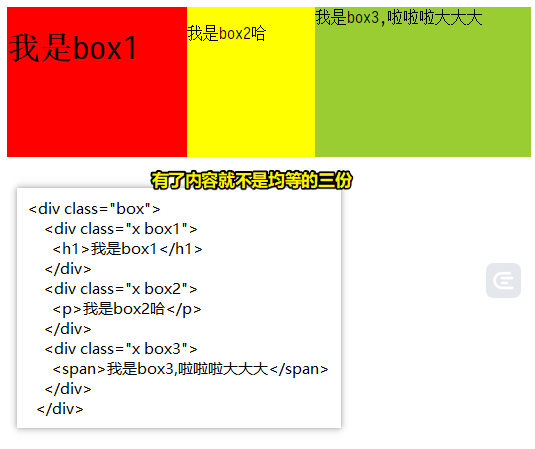 我是box1
我是box2哈
我是box3,啦啦啦大大大
有了内容就不是均等的三份
<div class="box">
<div class="x box1">
<h1>我是box1</h1>
</div>
<div class="x box2">
<p>我是box2哈</p>
</div>
<div class="x box3">
<span>我是box3,啦啦啦大大大</span>
</div>
</div>